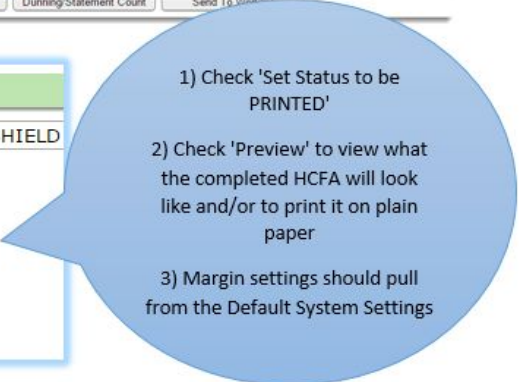 Dunning/Statement Count Send To
HIELD
1) Check 'Set Status to be
PRINTED'
2) Check 'Preview' to view what
the completed HCFA will look
like and/or to print it on plain
paper
3) Margin settings should pull
from the Default System Settings